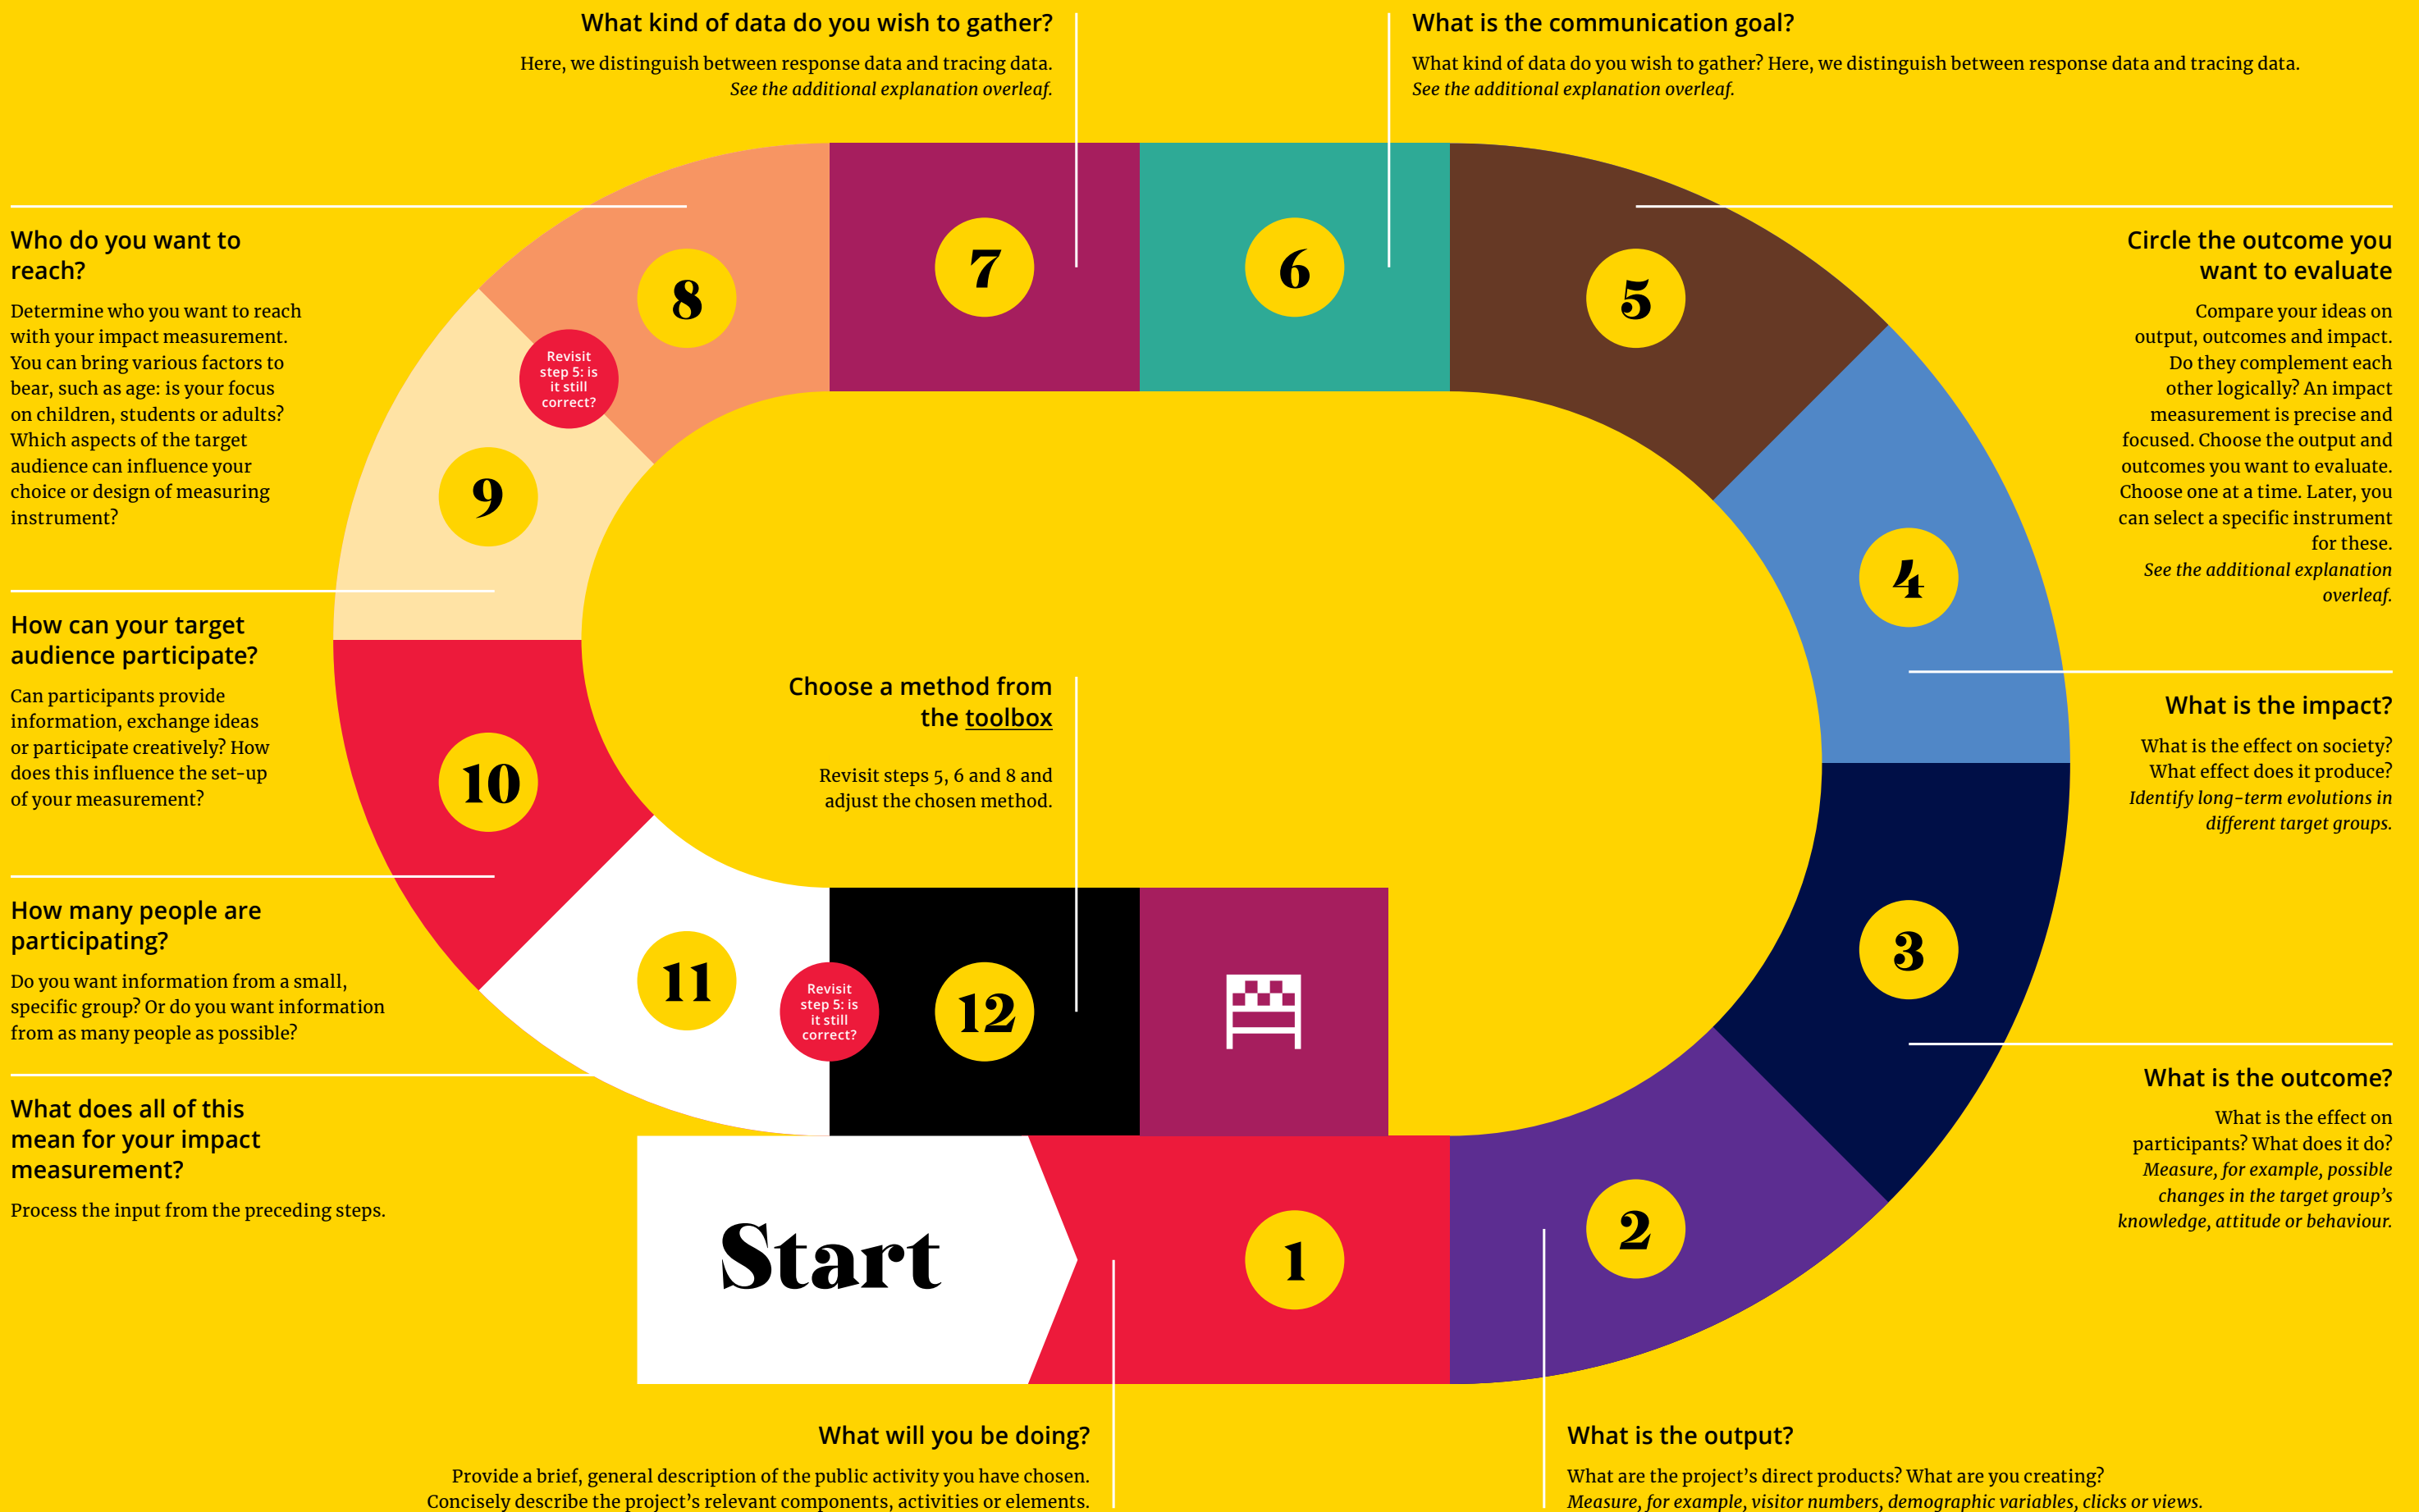 What kind of data do you wish to gather?
Here, we distinguish between response data and tracing data.
See the additional explanation overleaf.
What is the communication goal?
What kind of data do you wish to gather? Here, we distinguish between response data and tracing data.
See the additional explanation overleaf.
Who do you want to
reach?
Determine who you want to reach
with your impact measurement.
You can bring various factors to
bear, such as age: is your focus
on children, students or adults?
Which aspects of the target
audience can influence your
choice or design of measuring
instrument?
How can your target
audience participate?
Can participants provide
information, exchange ideas
or participate creatively? How
does this influence the set-up
of your measurement?
How many people are
participating?
Do you want information from a small,
specific group? Or do you want information
from as many people as possible?
What does all of this
mean for your impact
measurement?
Process the input from the preceding steps.
8
7
6
5
Revisit
step 5: is
it still
correct?
9
4
10
Choose a method from
the toolbox
Revisit steps 5, 6 and 8 and
adjust the chosen method.
3
11
Revisit
step 5: is
it still
correct?
12
Start
1
2
Circle the outcome you
want to evaluate
Compare your ideas on
output, outcomes and impact.
Do they complement each
other logically? An impact
measurement is precise and
focused. Choose the output and
outcomes you want to evaluate.
Choose one at a time. Later, you
can select a specific instrument
for these.
See the additional explanation
overleaf.
What is the impact?
What is the effect on society?
What effect does it produce?
Identify long-term evolutions in
different target groups.
What is the outcome?
What is the effect on
participants? What does it do?
Measure, for example, possible
changes in the target group's
knowledge, attitude or behaviour.
What will you be doing?
Provide a brief, general description of the public activity you have chosen.
Concisely describe the project's relevant components, activities or elements.
What is the output?
What are the project's direct products? What are you creating?
Measure, for example, visitor numbers, demographic variables, clicks or views.